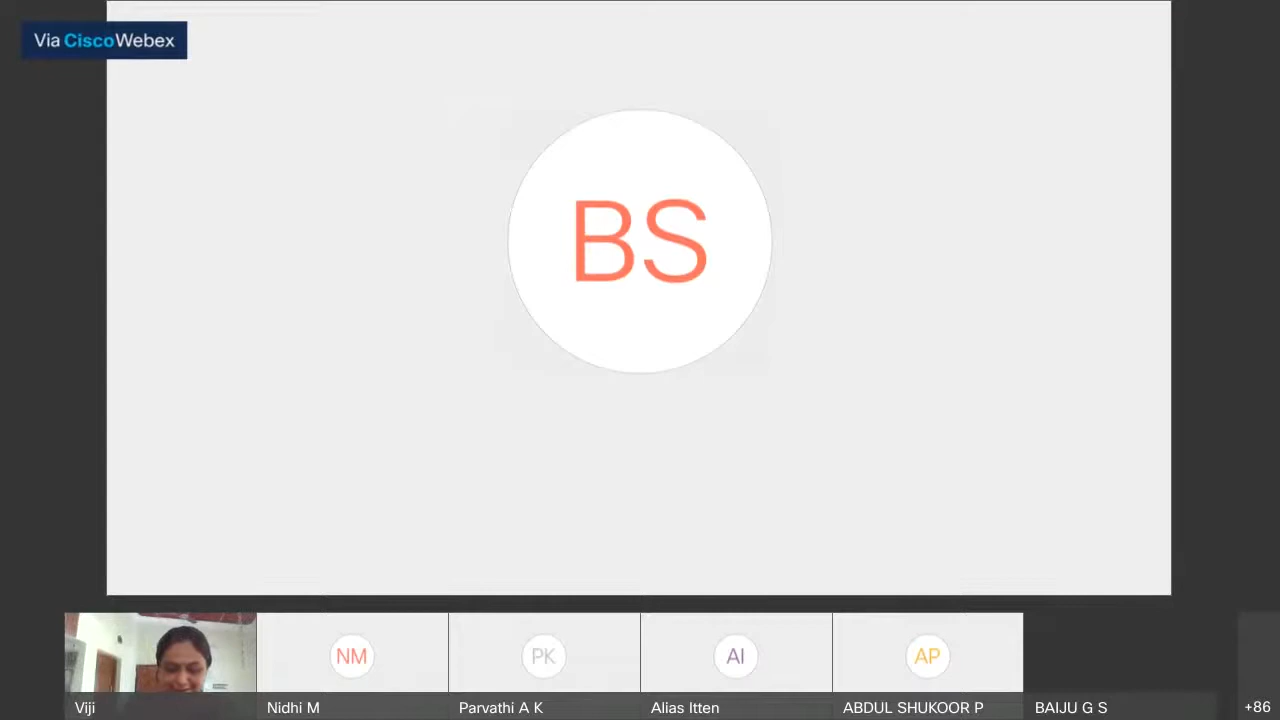 Via CiscoWebex
BS
NM
PK
AI
AP
Viji
Nidhi M
Parvathi A K
Alias Itten
ABDUL SHUKOOR P
BAIJU G S
+86